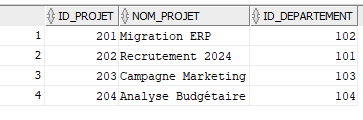 ID_PROJET NOM_PROJET ID_DEPARTEMENT
1 201 Migration ERP 102
2 202 Recrutement 2024 101
3 203 Campagne Marketing 103
4 204 Analyse Budgétaire 104